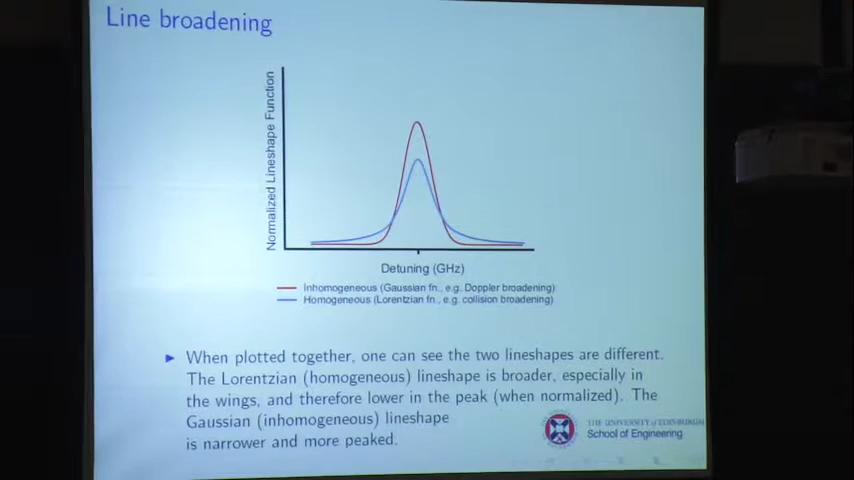 Line broadening
Normalized Lineshape Function
Detuning (GHz)
Inhomogeneous (Gaussian fn., e.g. Doppler broadening)
Homogeneous (Lorentzian fn., e.g. collision broadening)
When plotted together, one can see the two lineshapes are different.
The Lorentzian (homogeneous) lineshape is broader, especially in
the wings, and therefore lower in the peak (when normalized). The
Gaussian (inhomogeneous) lineshape
is narrower and more peaked.
THE UNIVERSITY of EDINBURGH
School of Engineering